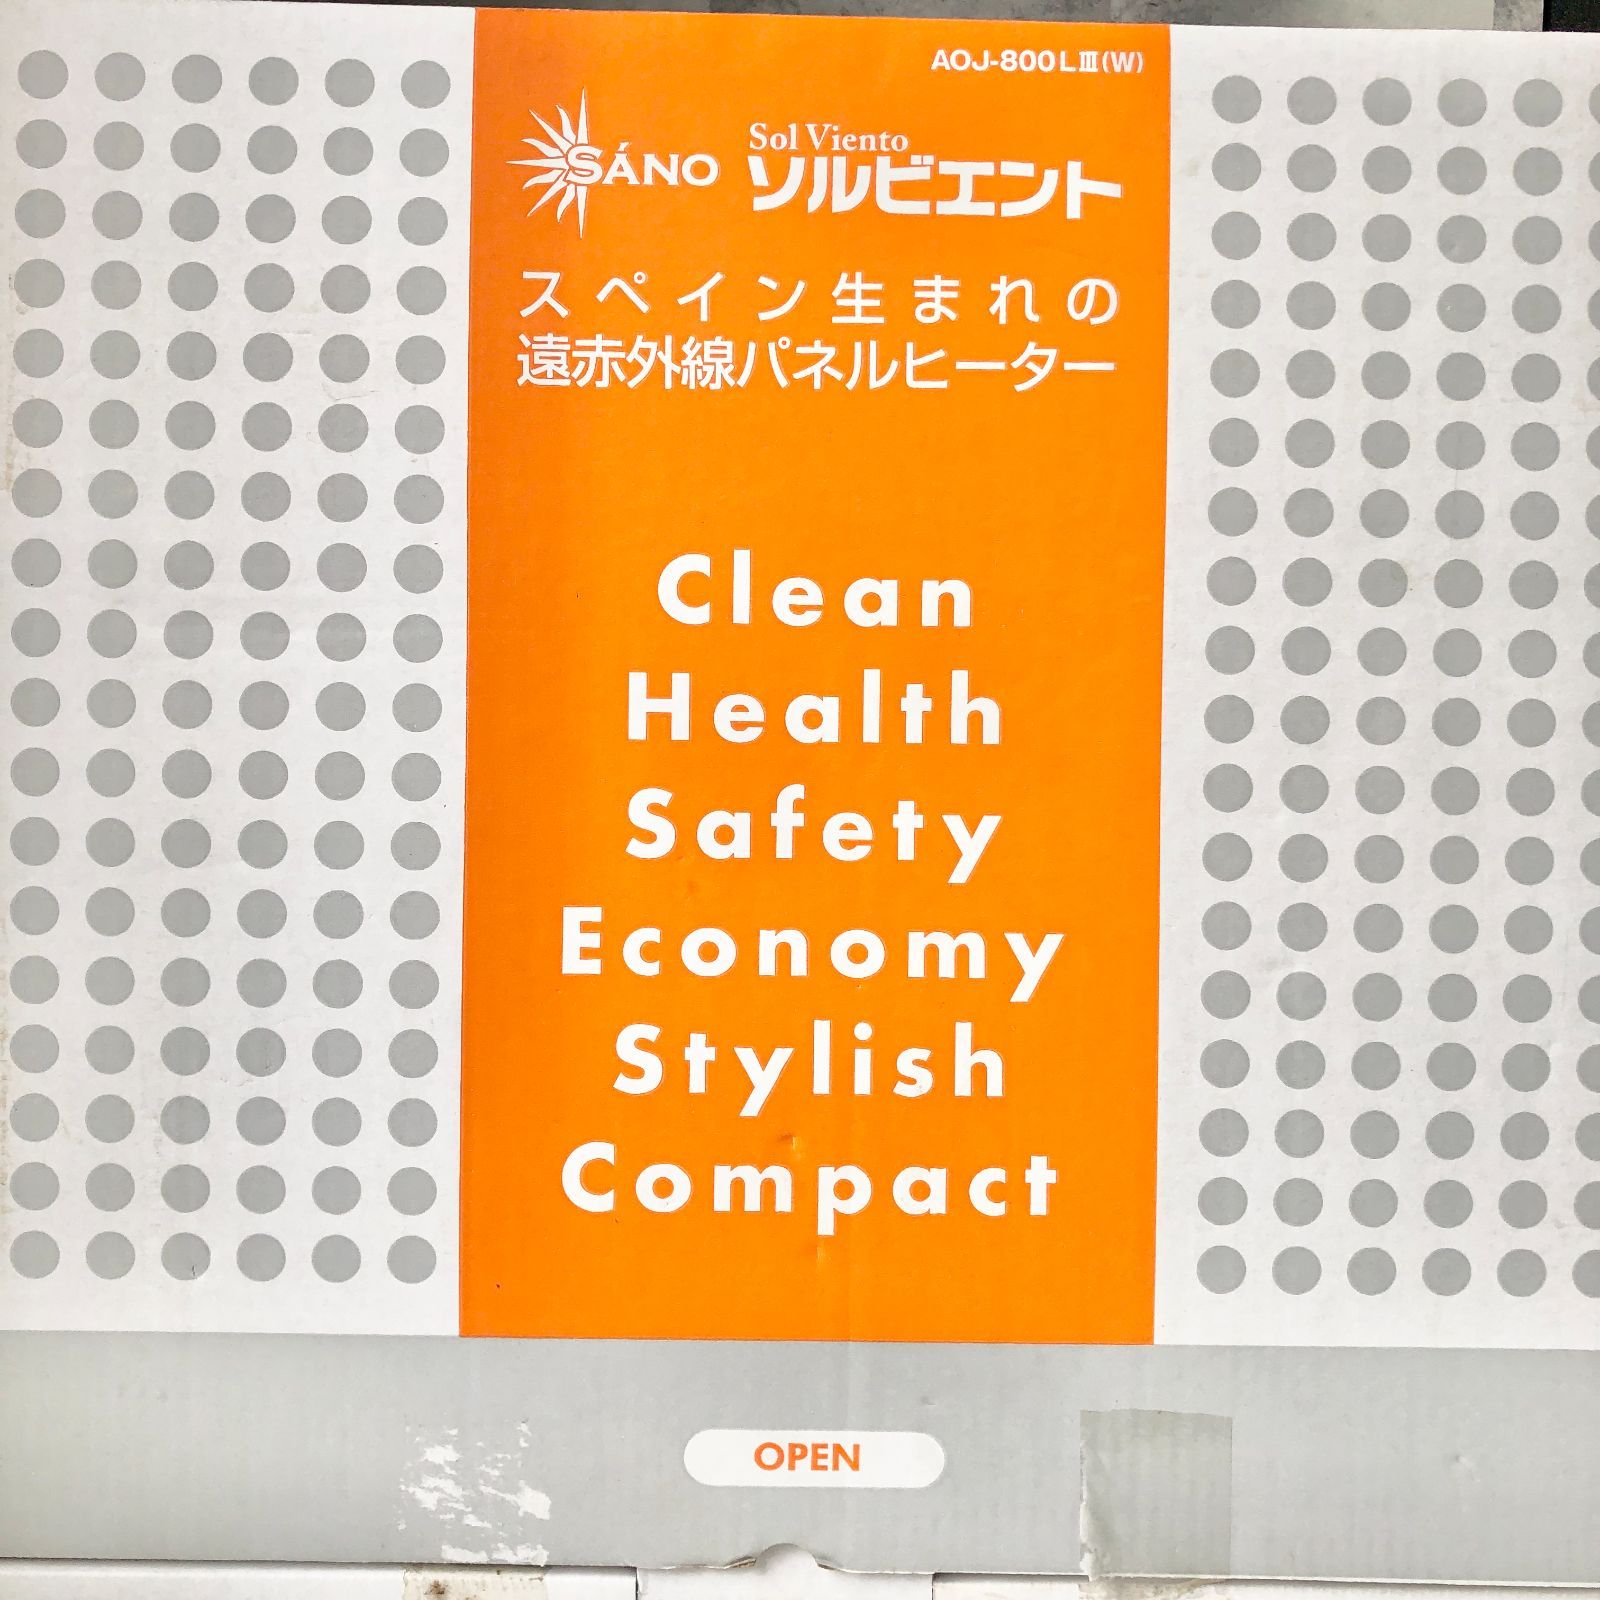 AOJ-800LⅢ(W)
SÁNO
Sol Viento
ソルビエント
スペイン生まれの
遠赤外線パネルヒーター
Clean
Health
Safety
Economy
Stylish
Compact
OPEN